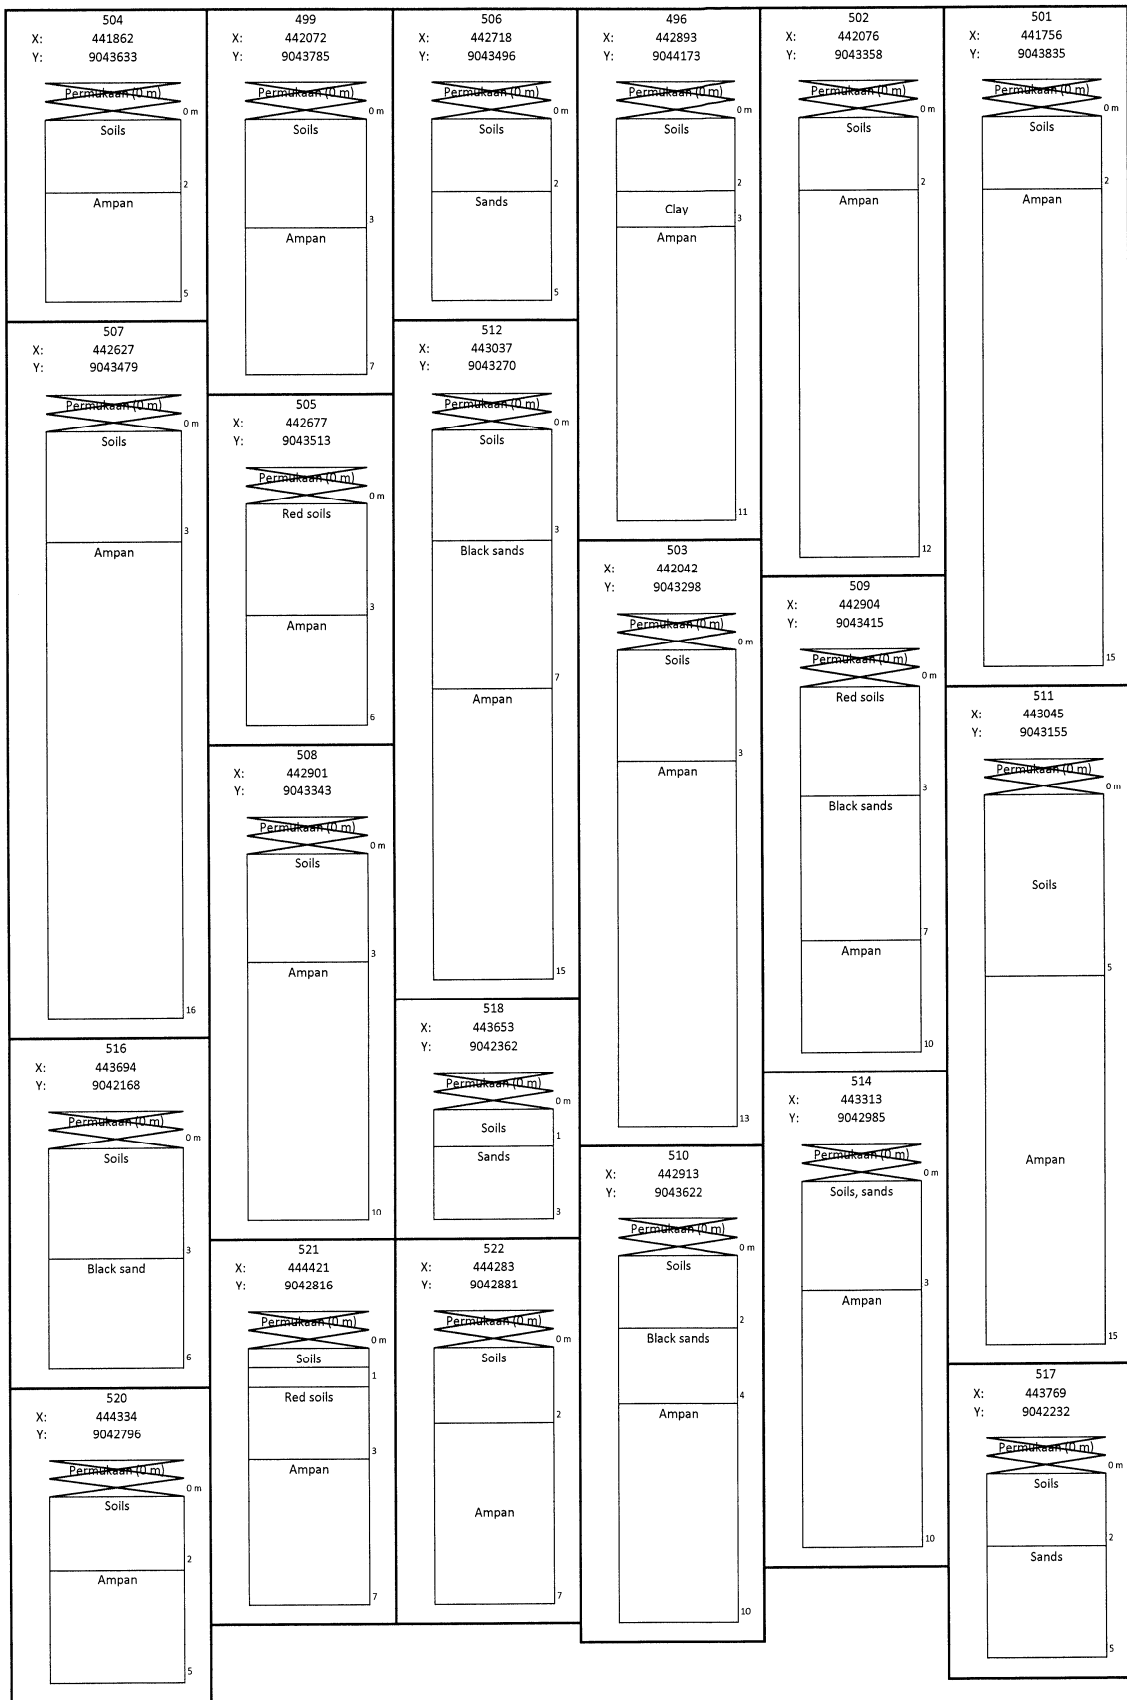 504
X: 441862
Y: 9043633
Permukaan (0 m)
0 m
Soils
2
Ampan
5
507
X: 442627
Y: 9043479
Permukaan (0 m)
0 m
Soils
3
Ampan
16
516
X: 443694
Y: 9042168
Permukaan (0 m)
0 m
Soils
3
Black sand
6
520
X: 444334
Y: 9042796
Permukaan (0 m)
0 m
Soils
2
Ampan
5
499
X: 442072
Y: 9043785
Permukaan (0 m)
0 m
Soils
3
Ampan
7
505
X: 442677
Y: 9043513
Permukaan (0 m)
0 m
Red soils
3
Ampan
6
508
X: 442901
Y: 9043343
Permukaan (0 m)
0 m
Soils
3
Ampan
10
521
X: 444421
Y: 9042816
Permukaan (0 m)
0 m
Soils
1
Red soils
3
Ampan
7
506
X: 442718
Y: 9043496
Permukaan (0 m)
0 m
Soils
2
Sands
5
512
X: 443037
Y: 9043270
Permukaan (0 m)
0 m
Soils
3
Black sands
7
Ampan
15
518
X: 443653
Y: 9042362
Permukaan (0 m)
0 m
Soils
1
Sands
3
522
X: 444283
Y: 9042881
Permukaan (0 m)
0 m
Soils
2
Ampan
7
496
X: 442893
Y: 9044173
Permukaan (0 m)
0 m
Soils
2
Clay
3
Ampan
11
503
X: 442042
Y: 9043298
Permukaan (0 m)
0 m
Soils
3
Ampan
13
510
X: 442913
Y: 9043622
Permukaan (0 m)
0 m
Soils
2
Black sands
4
Ampan
10
502
X: 442076
Y: 9043358
Permukaan (0 m)
0 m
Soils
2
Ampan
12
509
X: 442904
Y: 9043415
Permukaan (0 m)
0 m
Red soils
3
Black sands
7
Ampan
10
514
X: 443313
Y: 9042985
Permukaan (0 m)
0 m
Soils, sands
3
Ampan
10
501
X: 441756
Y: 9043835
Permukaan (0 m)
0 m
Soils
2
Ampan
15
511
X: 443045
Y: 9043155
Permukaan (0 m)
0 m
Soils
5
Ampan
15
517
X: 443769
Y: 9042232
Permukaan (0 m)
0 m
Soils
2
Sands
5